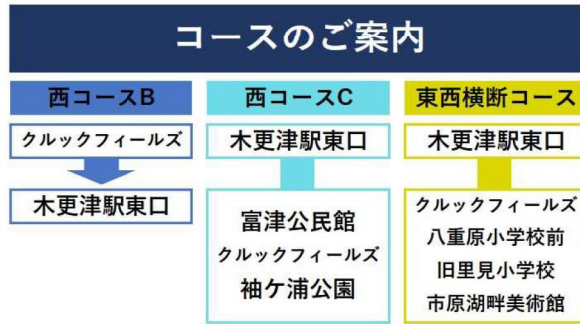 コースのご案内
西コースB
クルックフィールズ
木更津駅東口
西コースC
木更津駅東口
富津公民館
クルックフィールズ
袖ケ浦公園
東西横断コース
木更津駅東口
クルックフィールズ
八重原小学校前
旧里見小学校
市原湖畔美術館